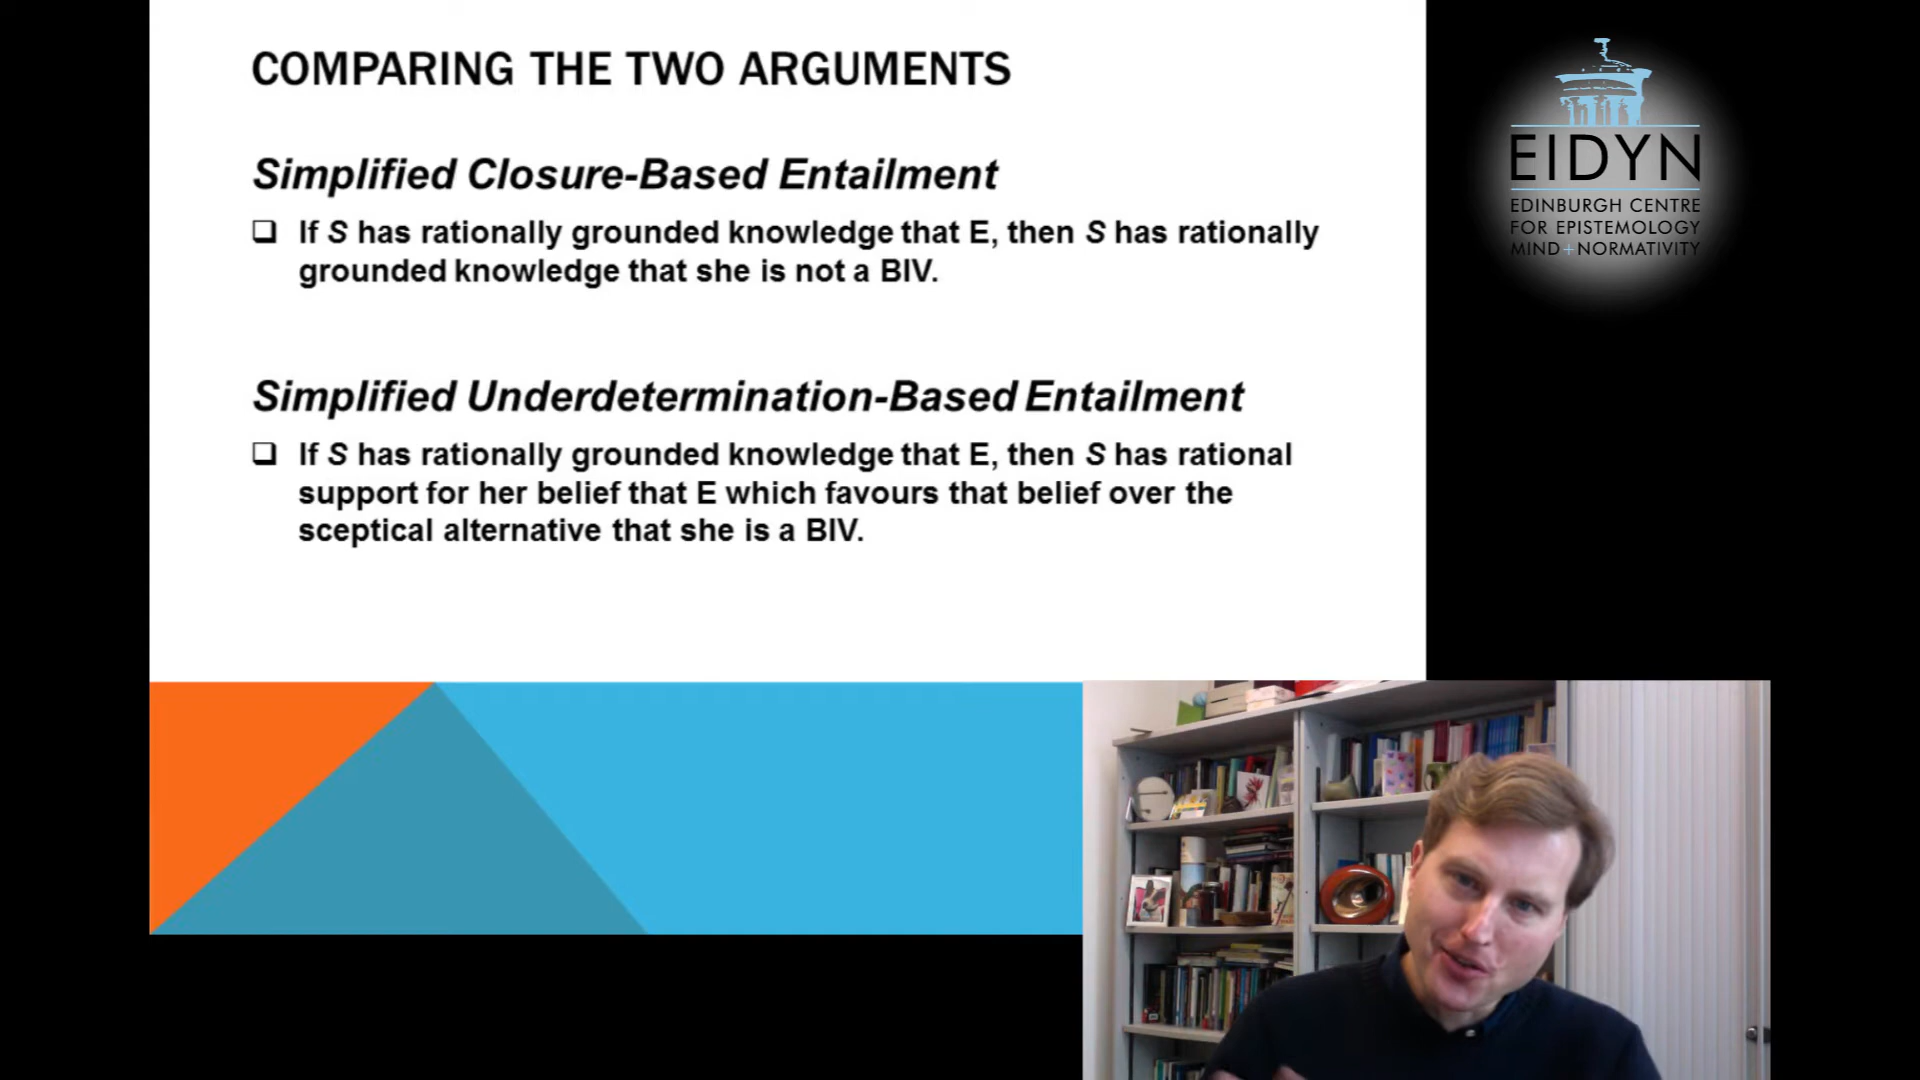 COMPARING THE TWO ARGUMENTS
Simplified Closure-Based Entailment
If S has rationally grounded knowledge that E, then S has rationally
grounded knowledge that she is not a BIV.
Simplified Underdetermination-Based Entailment
If S has rationally grounded knowledge that E, then S has rational
support for her belief that E which favours that belief over the
sceptical alternative that she is a BIV.
EIDYN
EDINBURGH CENTRE
FOR EPISTEMOLOGY
MIND+NORMATIVITY